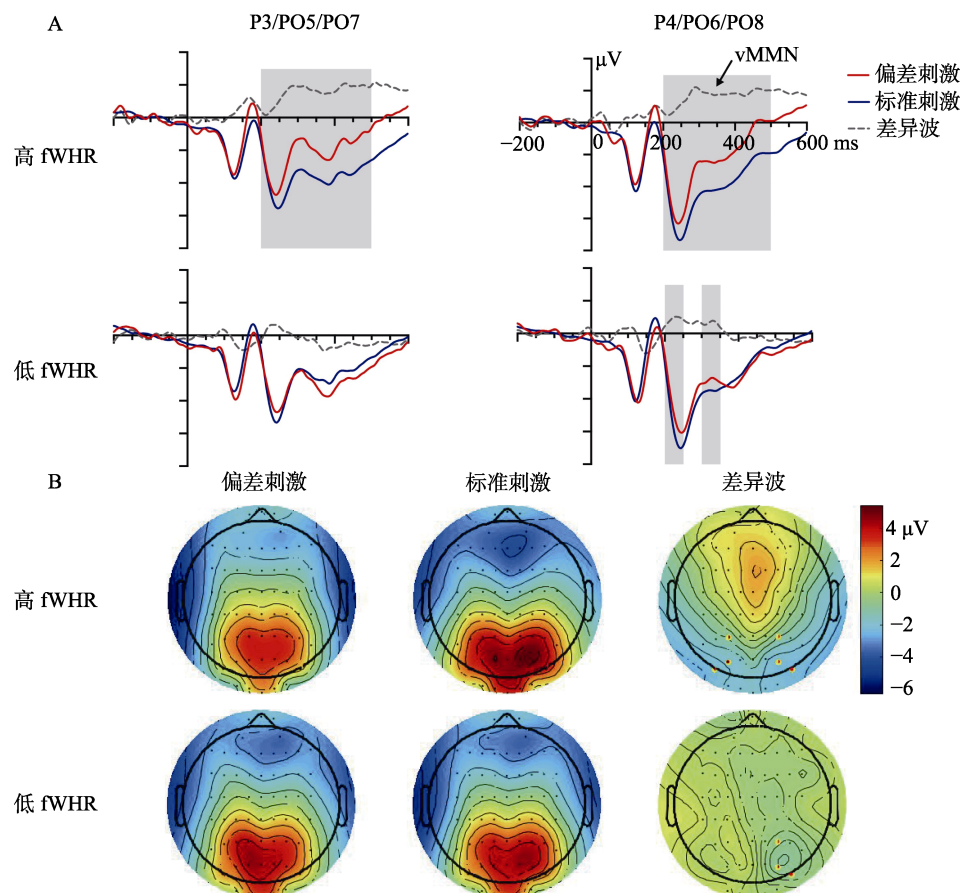 A
P3/PO5/PO7
P4/PO6/PO8
μV
vMMN
偏差刺激
标准刺激
差异波
高 fWHR
−200
0
200
400
600 ms
低 fWHR
B
偏差刺激
标准刺激
差异波
高 fWHR
4 μV
2
0
−2
−4
−6
低 fWHR